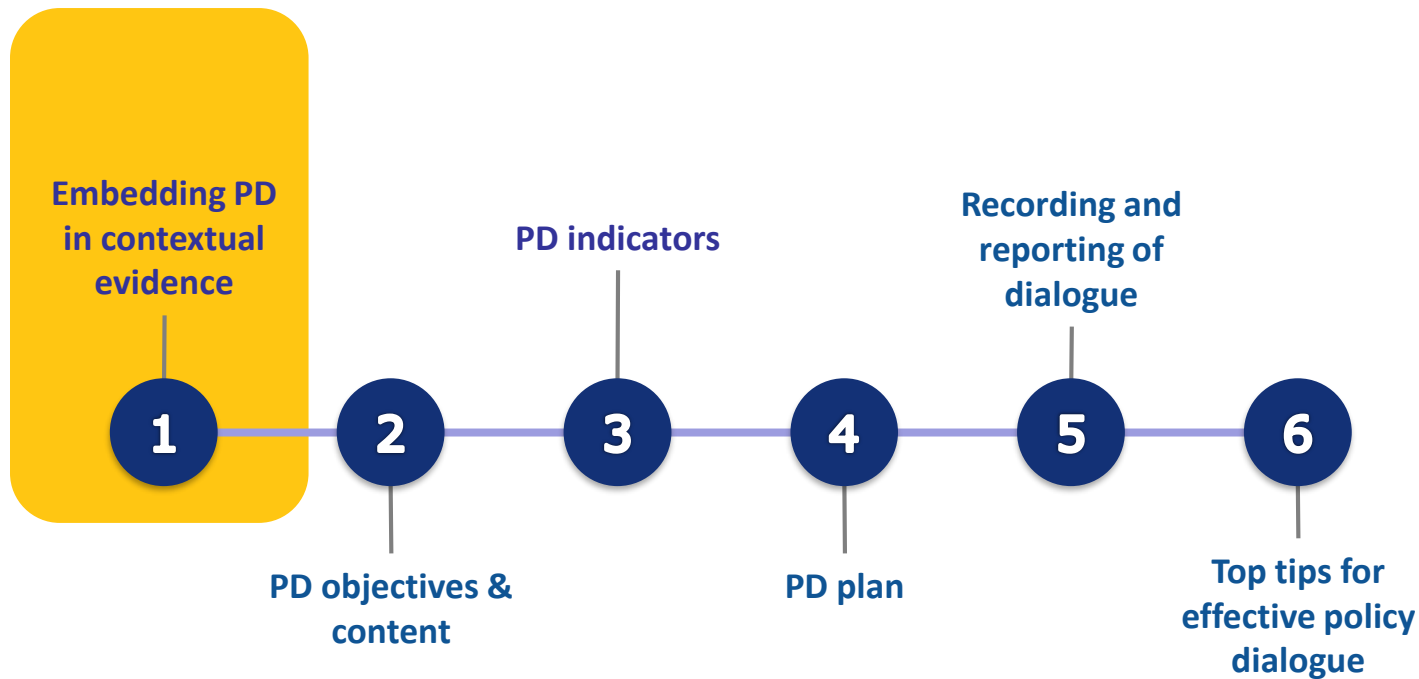 Embedding PD
in contextual
evidence
1
2
PD objectives &
content
PD indicators
3
4
PD plan
Recording and
reporting of
dialogue
5
6
Top tips for
effective policy
dialogue